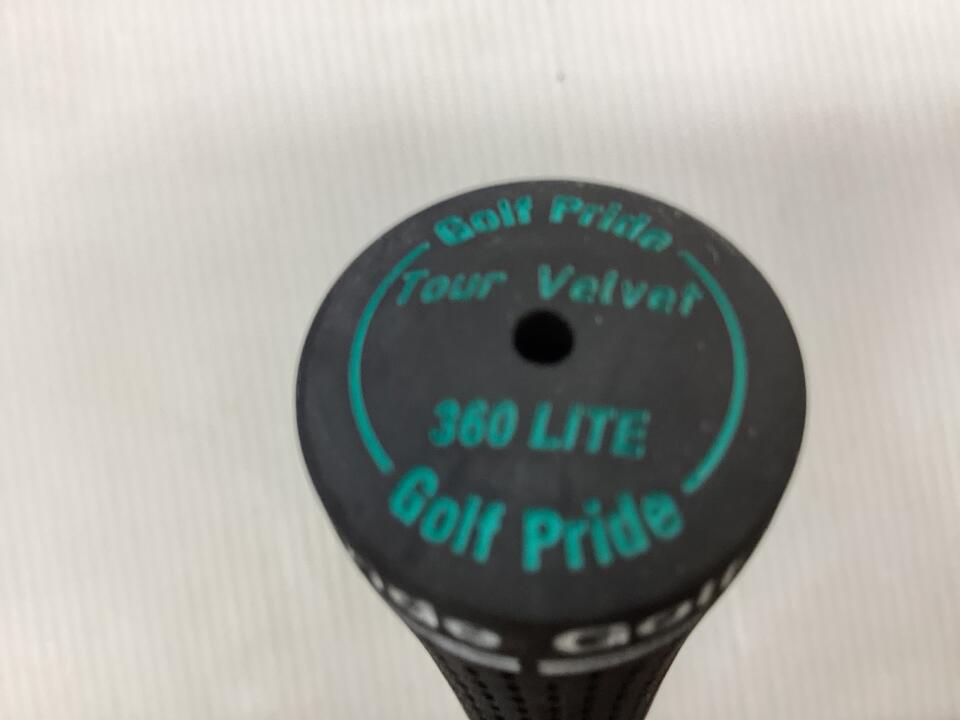 Golf Pride
Tour Velvet
360 LITE
Golf Pride